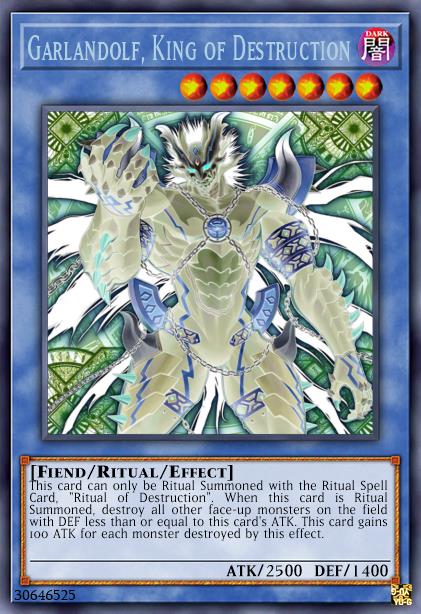 GARLANDOLF, KING OF DESTRUCTION
DARK
闇
[FIEND/RITUAL/EFFECT]
This card can only be Ritual Summoned with the Ritual Spell
Card, "Ritual of Destruction". When this card is Ritual
Summoned, destroy all other face-up monsters on the field
with DEF less than or equal to this card's ATK. This card gains
100 ATK for each monster destroyed by this effect.
ATK/2500 DEF/1400
30646525